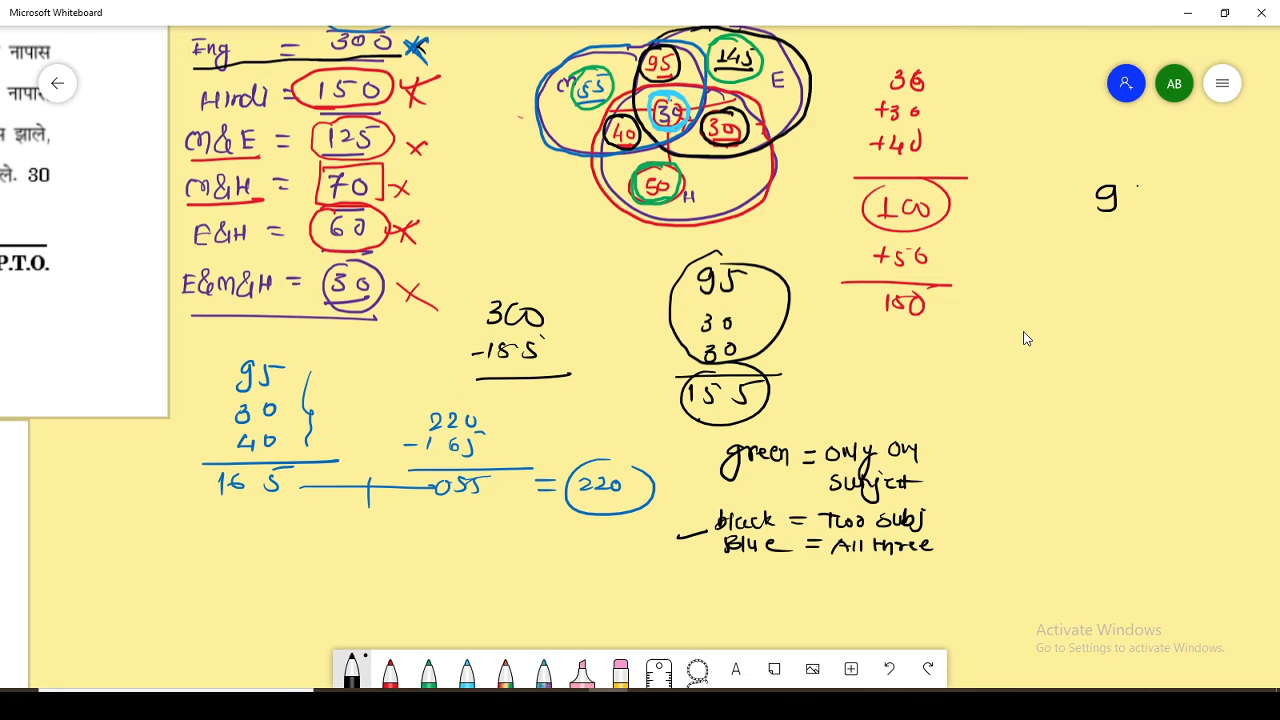 Microsoft Whiteboard
नापास
नापास
न झाले,
ले. 30
P.T.O.
Eng = 300
Hindi = 150
M&E = 125
M&H = 70
E&H = 60
E&M&H = 30
M
55
95
145
E
30
40
30
50
H
30
+30
+40
100
+50
150
9
AB
95
30
40
165
055 = 220
220
-165
300
-155
95
30
30
155
green = only on
subject
black = Two subj
Blue = All three
Activate Windows
Go to Settings to activate Windows.
A